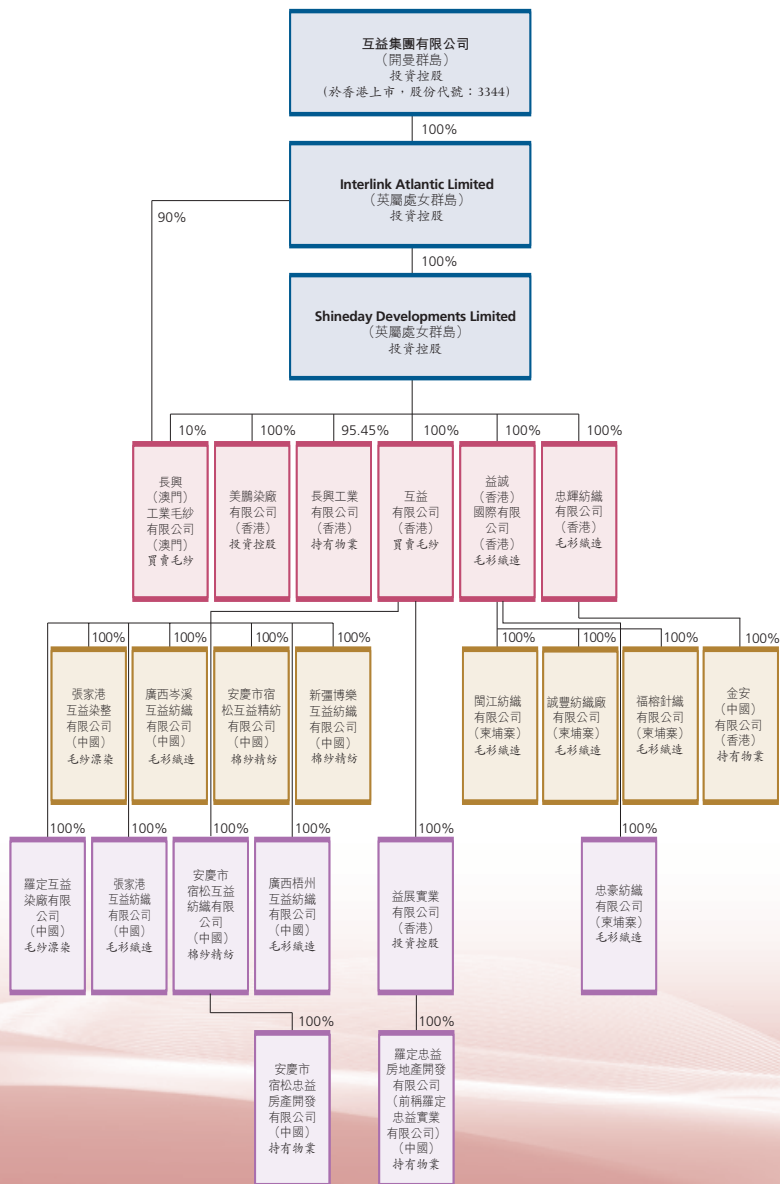 互益集團有限公司
（開曼群島）
投資控股
(於香港上市，股份代號：3344)
100%
Interlink Atlantic Limited
（英屬處女群島）
投資控股
90%
100%
Shineday Developments Limited
（英屬處女群島）
投資控股
10%
100%
95.45%
100%
100%
100%
長興
（澳門）
工業毛紗
有限公司
（澳門）
買賣毛紗
美鵬染廠
有限公司
（香港）
投資控股
長興工業
有限公司
（香港）
持有物業
互益
有限公司
（香港）
買賣毛紗
益誠
（香港）
國際有限
公司
（香港）
毛衫織造
忠輝紡織
有限公司
（香港）
毛衫織造
100%
100%
100%
100%
100%
100%
100%
100%
張家港
互益染整
有限公司
（中國）
毛紗漂染
廣西岑溪
互益紡織
有限公司
（中國）
毛衫織造
安慶市宿
松互益精紡
有限公司
（中國）
棉紗精紡
新彊博樂
互益紡織
有限公司
（中國）
棉紗精紡
閩江紡織
有限公司
（柬埔寨）
毛衫織造
誠豐紡織廠
有限公司
（柬埔寨）
毛衫織造
福榕針織
有限公司
（柬埔寨）
毛衫織造
金安
（中國）
有限公司
（香港）
持有物業
100%
100%
100%
100%
100%
100%
羅定互益
染廠有限
公司
（中國）
毛紗漂染
張家港
互益紡織
有限公司
（中國）
毛衫織造
安慶市
宿松互益
紡織有限
公司
（中國）
棉紗精紡
廣西梧州
互益紡織
有限公司
（中國）
毛衫織造
益展實業
有限公司
（香港）
投資控股
忠豪紡織
有限公司
（柬埔寨）
毛衫織造
100%
100%
安慶市
宿松忠益
房產開發
有限公司
（中國）
持有物業
羅定忠益
房地產開發
有限公司
（前稱羅定
忠益實業
有限公司）
（中國）
持有物業